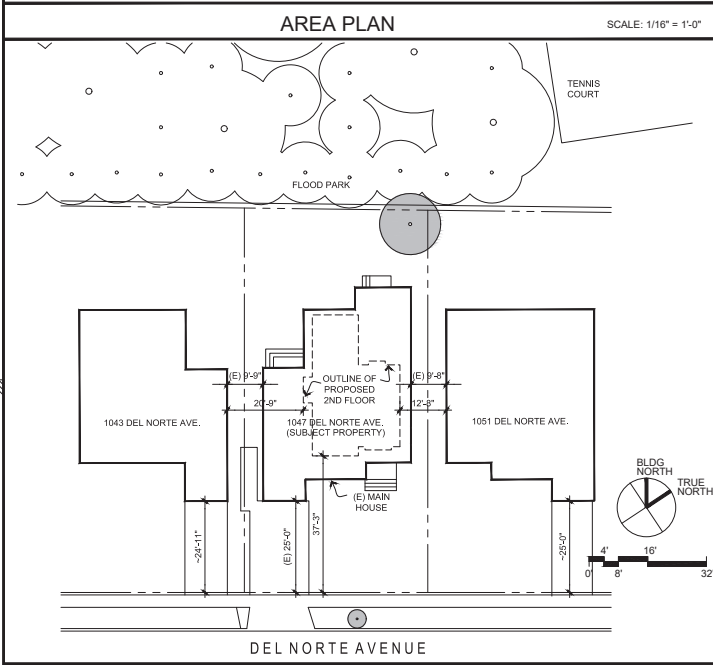 AREA PLAN
SCALE: 1/16" = 1'-0"
TENNIS
COURT
FLOOD PARK
(E) 9'-9"
OUTLINE OF
PROPOSED
2ND FLOOR
(E) 9'-8"
20'-9"
12'-8"
1043 DEL NORTE AVE.
1047 DEL NORTE AVE.
(SUBJECT PROPERTY)
1051 DEL NORTE AVE.
BLDG
NORTH
TRUE
NORTH
(E) MAIN
HOUSE
~24'-11"
(E) 25'-0"
37'-3"
~25'-0"
4'
16'
0'
8'
32'
DEL NORTE AVENUE